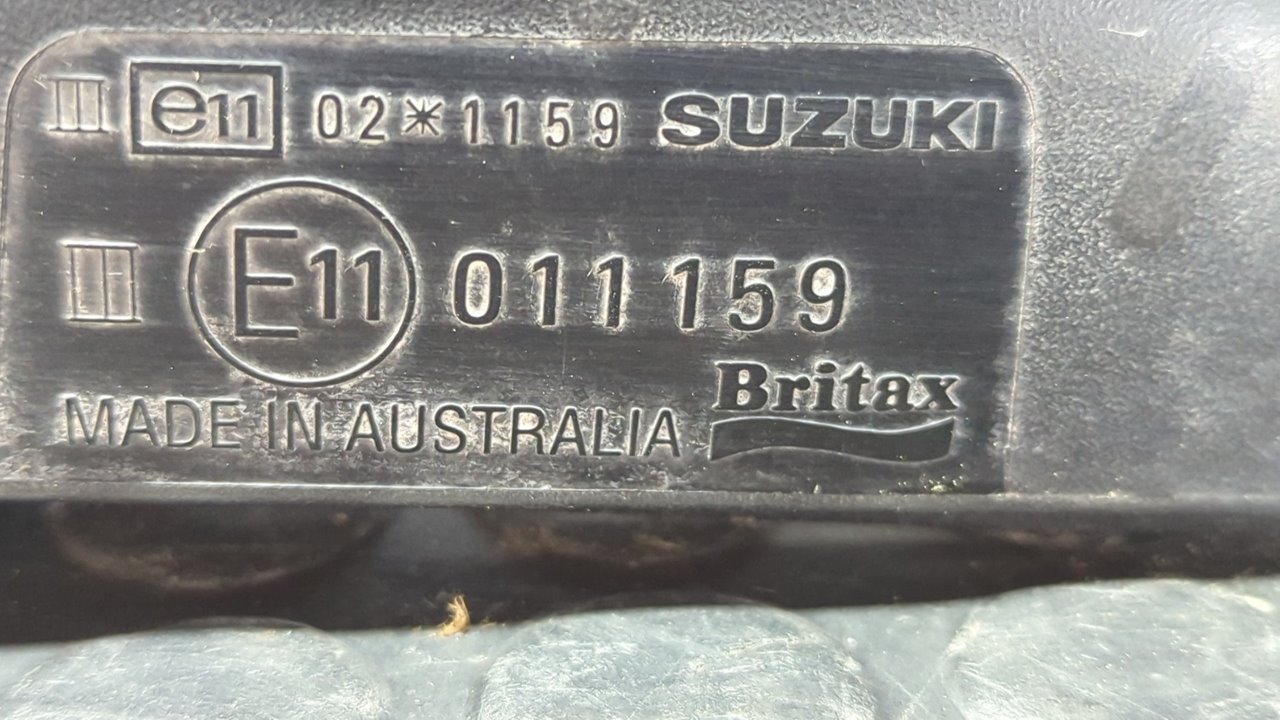 III e11 02*1159 SUZUKI
III E11 011159
MADE IN AUSTRALIA Britax